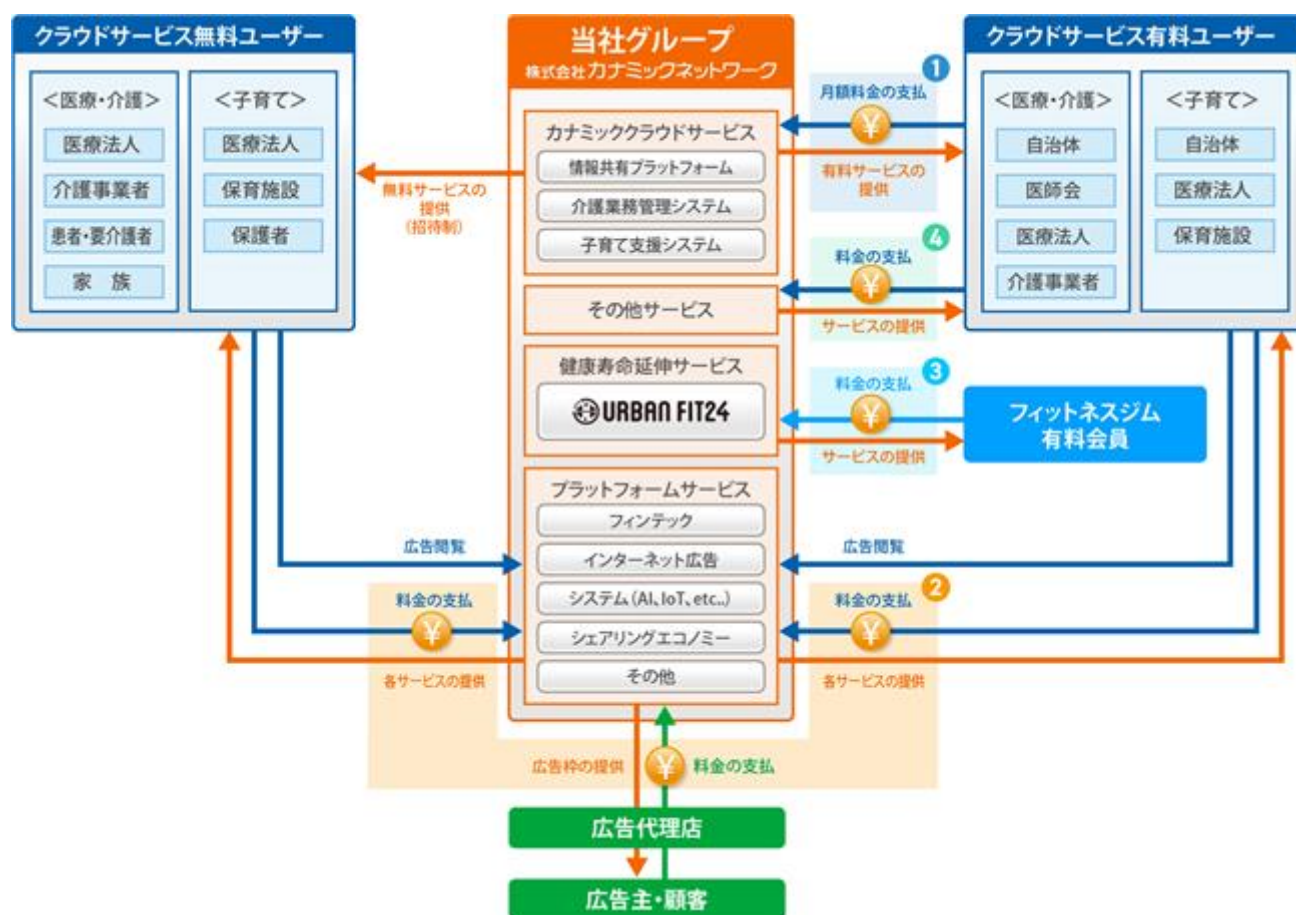 クラウドサービス無料ユーザー
<医療・介護>
医療法人
介護事業者
患者・要介護者
家 族
<子育て>
医療法人
保育施設
保護者
無料サービスの
提供
(招待制)
当社グループ
株式会社カナミックネットワーク
カナミッククラウドサービス
情報共有プラットフォーム
介護業務管理システム
子育て支援システム
その他サービス
健康寿命延伸サービス
URBAN FIT24
プラットフォームサービス
フィンテック
インターネット広告
システム(AI、IoT、etc..)
シェアリングエコノミー
その他
1
月額料金の支払
¥
有料サービスの
提供
4
料金の支払
¥
サービスの提供
3
料金の支払
¥
サービスの提供
クラウドサービス有料ユーザー
<医療・介護>
自治体
医師会
医療法人
介護事業者
<子育て>
自治体
医療法人
保育施設
フィットネスジム
有料会員
広告閲覧
料金の支払
¥
各サービスの提供
広告閲覧
2
料金の支払
¥
各サービスの提供
広告枠の提供
¥
料金の支払
広告代理店
広告主・顧客